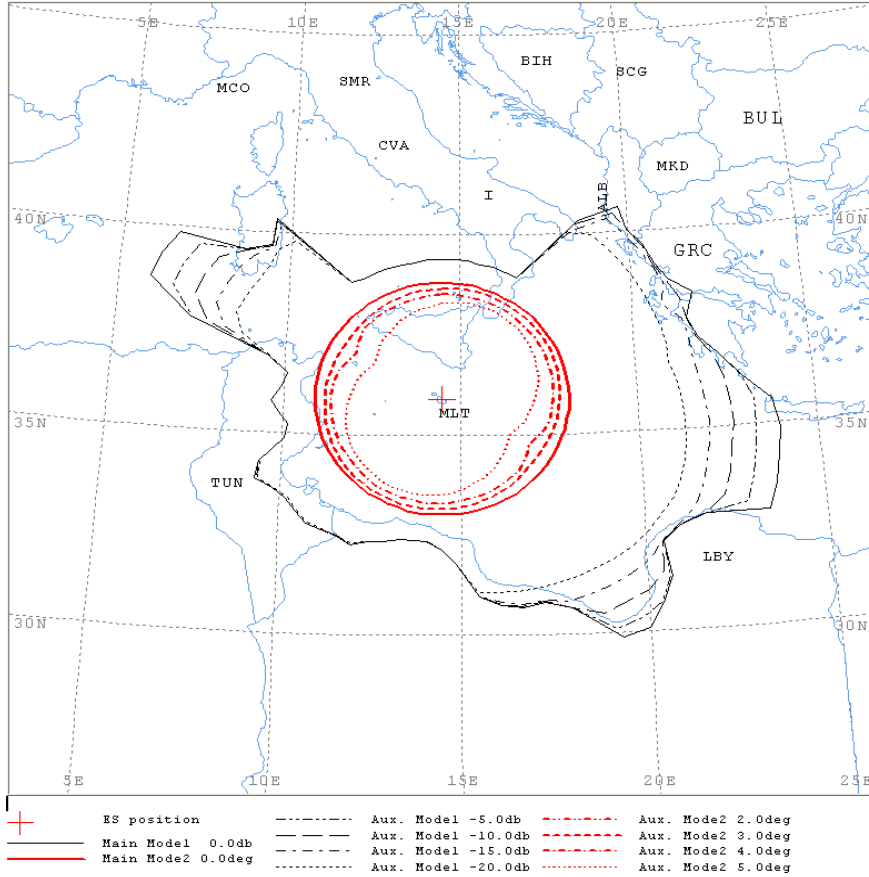 5E 10E 15E 20E 25E
BIH
SCG
SMR
MCO
BUL
CVA
MKD
I
ALB
40N 40N
GRC
MLT
35N 35N
TUN
LBY
30N 30N
5E 10E 15E 20E 25E
ES position
Main Model 0.0db
Main Mode2 0.0deg
Aux. Model -5.0db
Aux. Model -10.0db
Aux. Model -15.0db
Aux. Model -20.0db
Aux. Mode2 2.0deg
Aux. Mode2 3.0deg
Aux. Mode2 4.0deg
Aux. Mode2 5.0deg